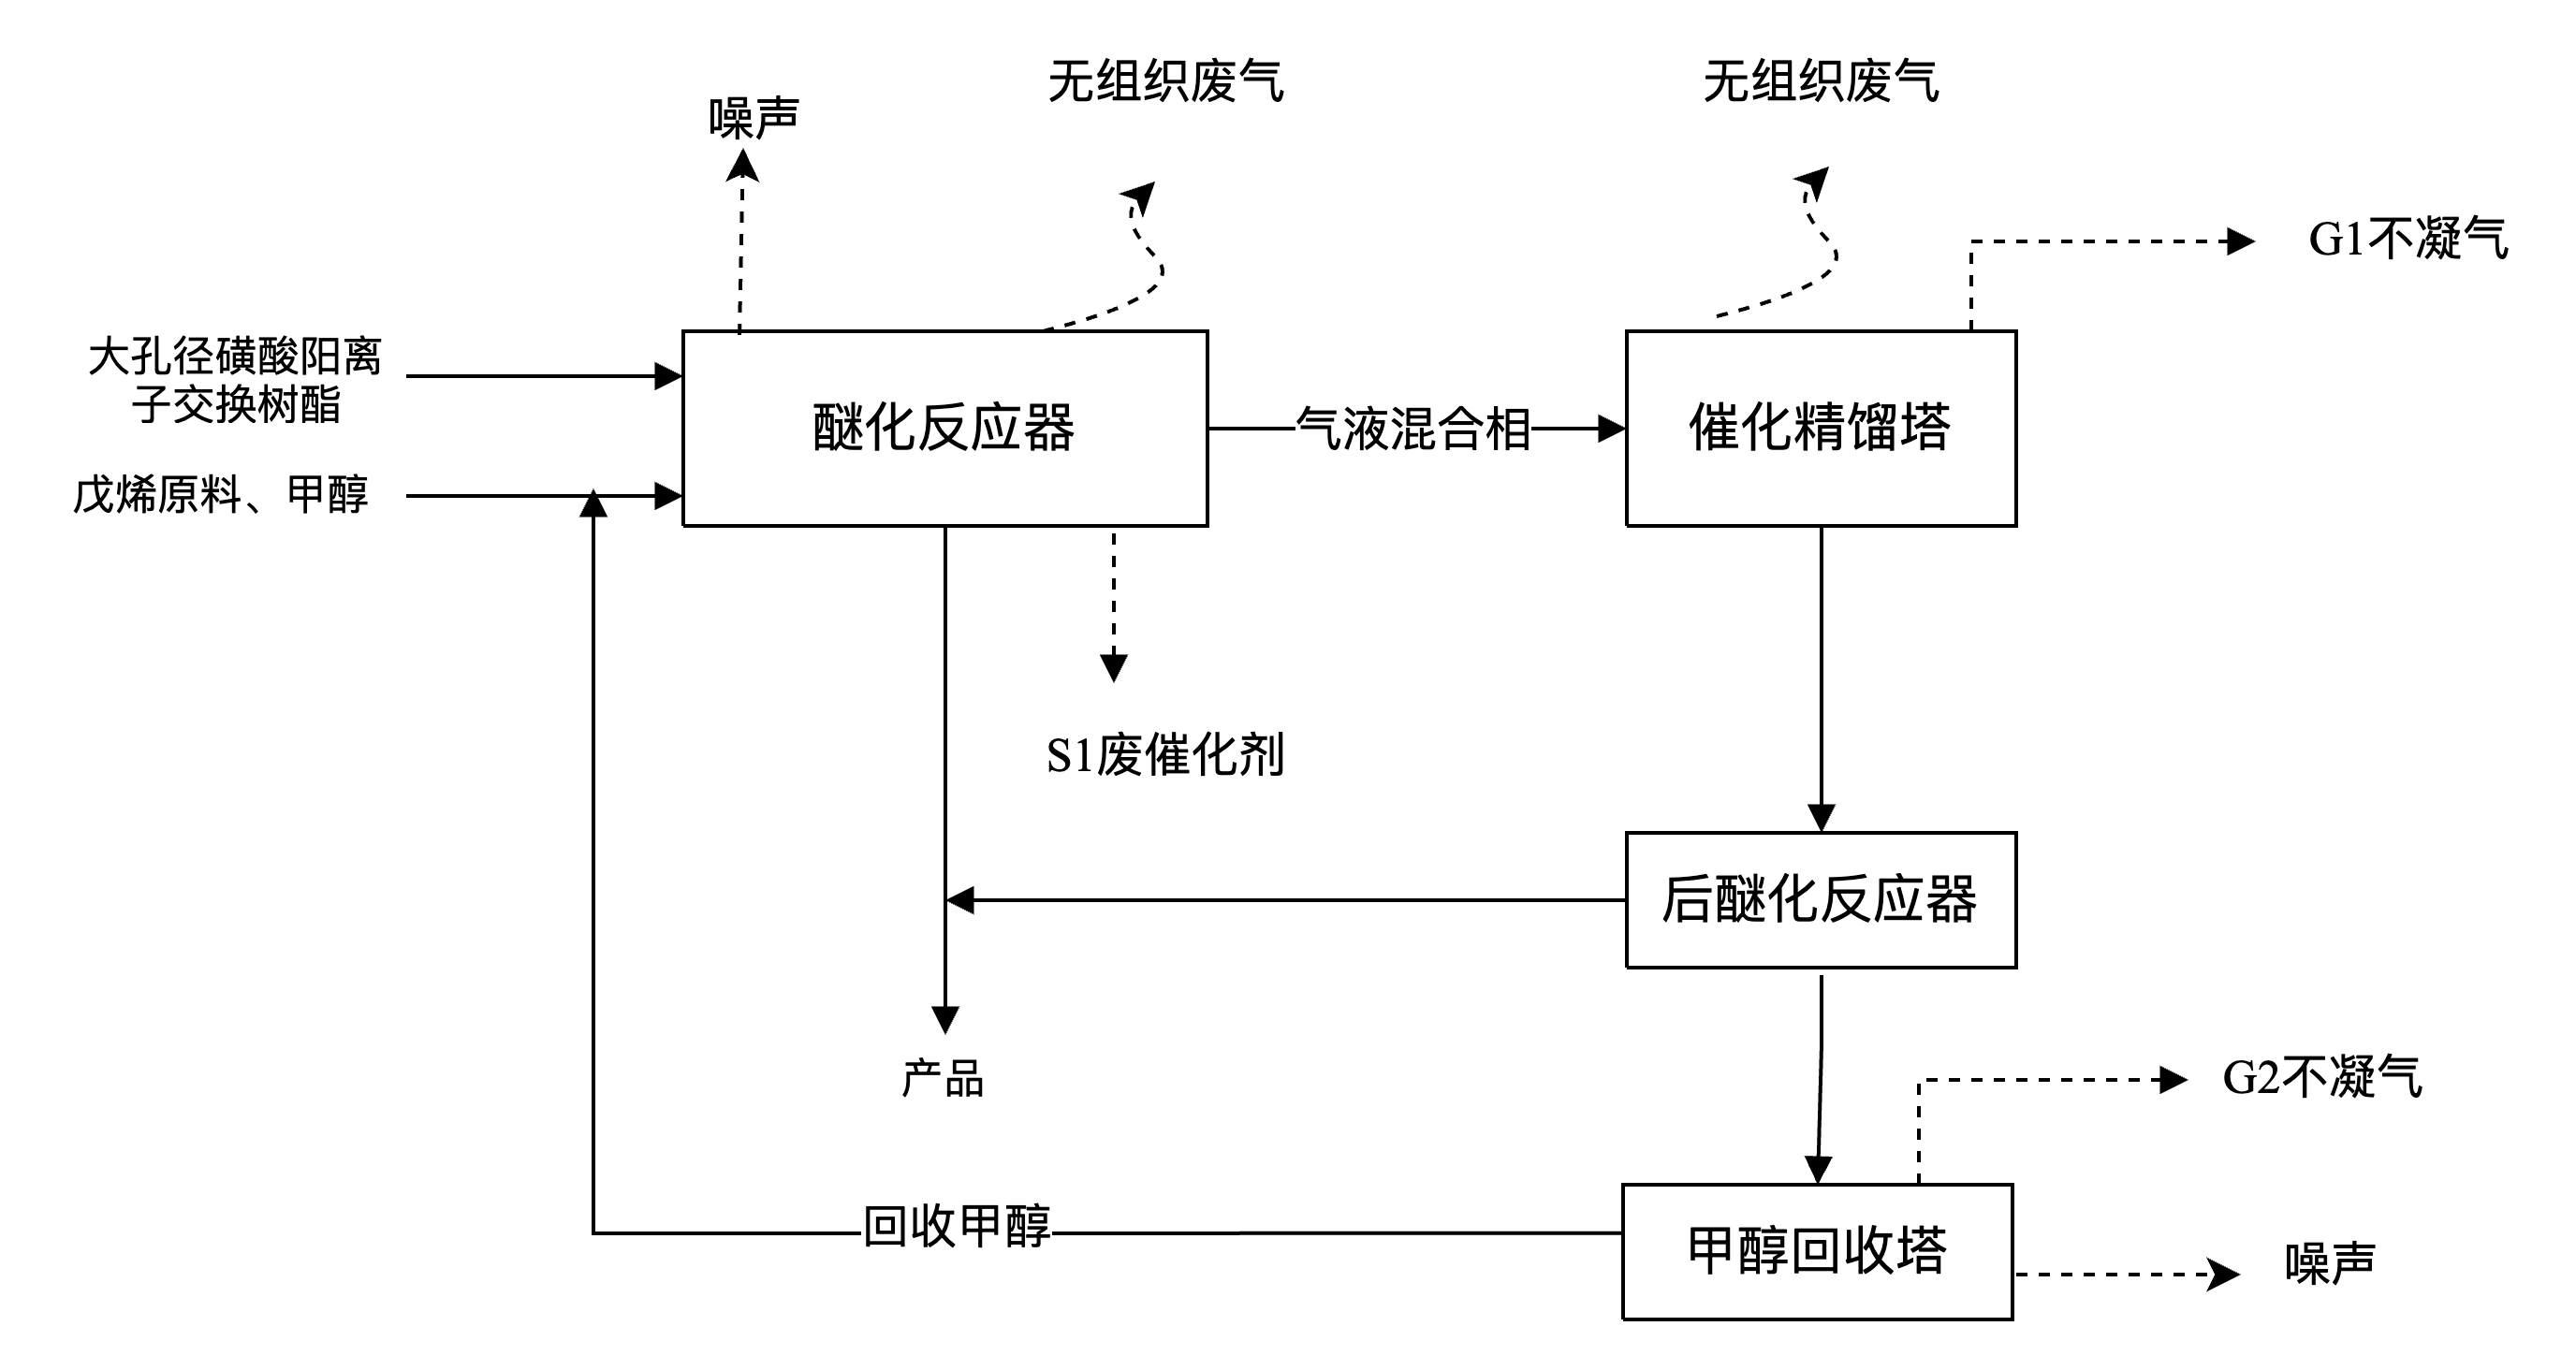 无组织废气
无组织废气
噪声
G1不凝气
大孔径磺酸阳离
子交换树酯
醚化反应器
气液混合相
催化精馏塔
戊烯原料、甲醇
S1废催化剂
后醚化反应器
产品
G2不凝气
回收甲醇
甲醇回收塔
噪声